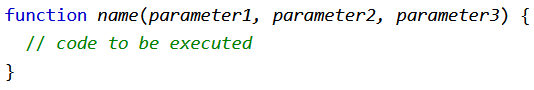 function name(parameter1, parameter2, parameter3) {
  // code to be executed
}